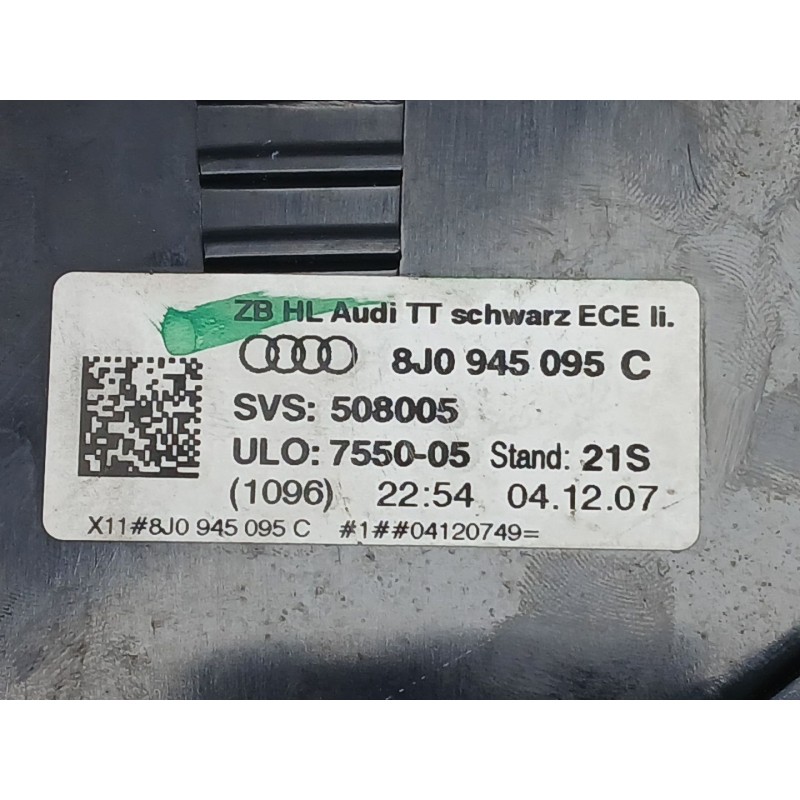 ZB HL Audi TT schwarz ECE li.
8J0 945 095 C
SVS: 508005
ULO: 7550-05 Stand: 21S
(1096) 22:54 04.12.07
X11#8J0 945 095 C #1##04120749=